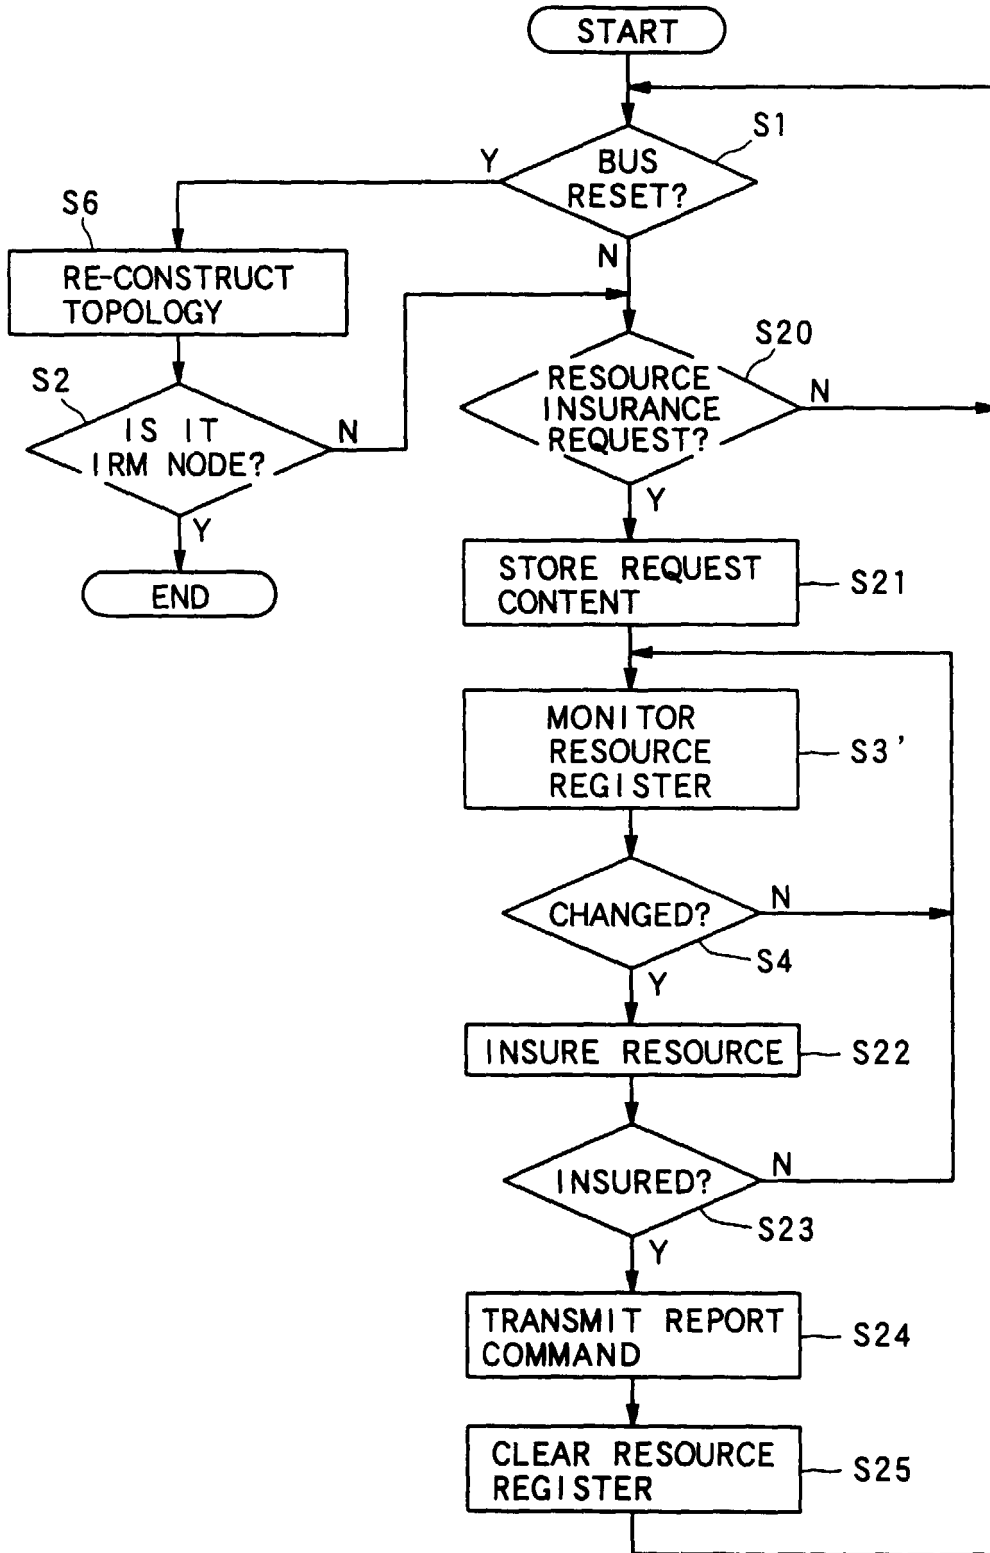 START
S1
BUS
RESET?
Y
N
S6
RE-CONSTRUCT
TOPOLOGY
S2
IS IT
IRM NODE?
N
Y
END
S20
RESOURCE
INSURANCE
REQUEST?
N
Y
STORE REQUEST
CONTENT
S21
MONITOR
RESOURCE
REGISTER
S3'
CHANGED?
N
S4
Y
INSURE RESOURCE
S22
INSURED?
N
S23
Y
TRANSMIT REPORT
COMMAND
S24
CLEAR RESOURCE
REGISTER
S25